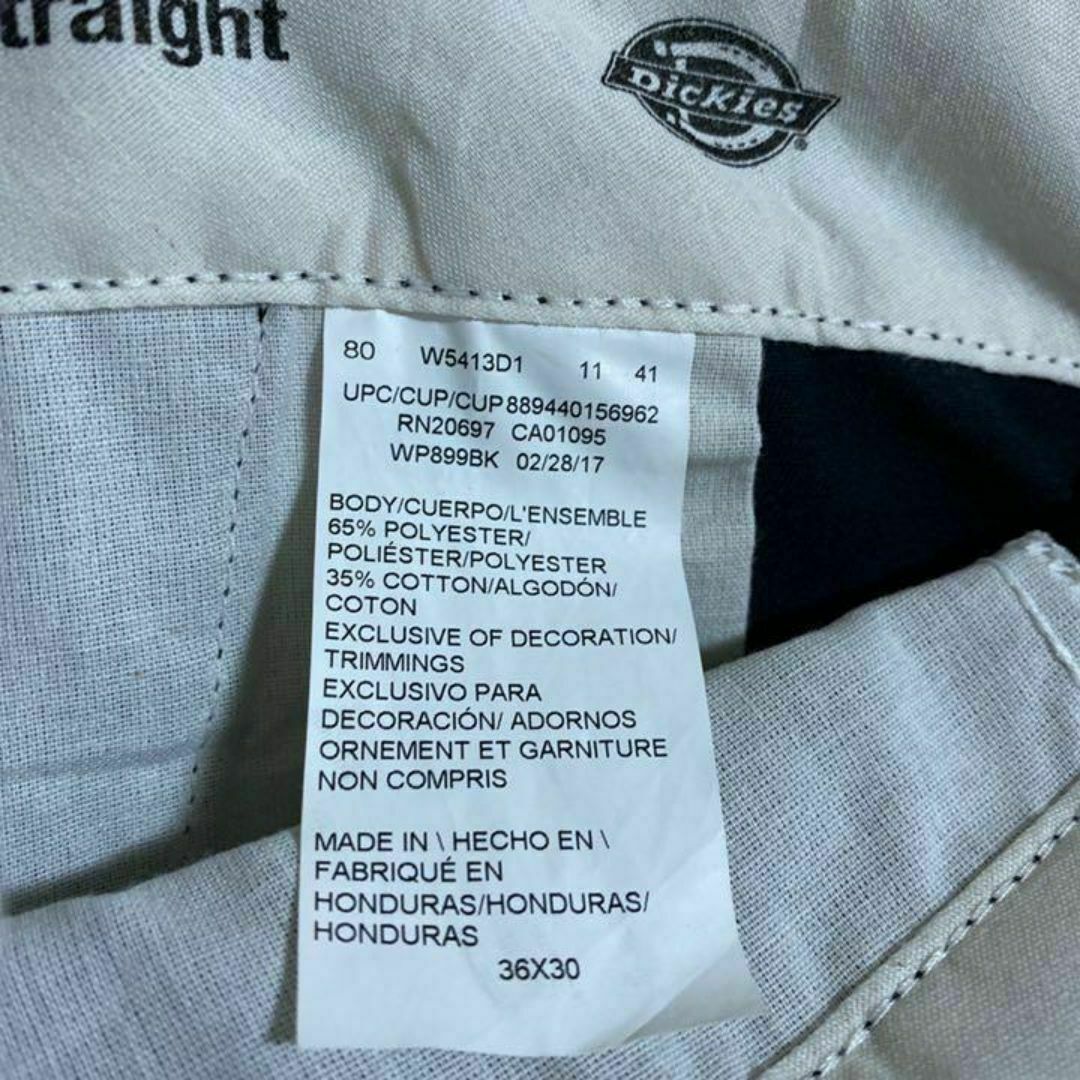 traight
Dickies
80 W5413D1 11 41
UPC/CUP/CUP 889440156962
RN20697 CA01095
WP899BK 02/28/17
BODY/CUERPO/L'ENSEMBLE
65% POLYESTER/
POLIÉSTER/POLYESTER
35% COTTON/ALGODÓN/
COTON
EXCLUSIVE OF DECORATION/
TRIMMINGS
EXCLUSIVO PARA
DECORACIÓN/ ADORNOS
ORNEMENT ET GARNITURE
NON COMPRIS
MADE IN \ HECHO EN \
FABRIQUÉ EN
HONDURAS/HONDURAS/
HONDURAS
36X30